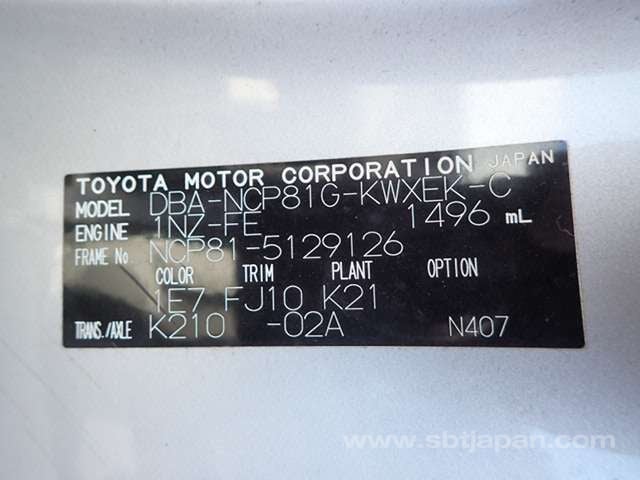 TOYOTA MOTOR CORPORATION JAPAN
MODEL DBA-NCP81G-KWXEK-C
ENGINE 1NZ-FE 1496 mL
FRAME No. NCP81-5129126
COLOR TRIM PLANT OPTION
1E7 FJ10 K21
TRANS./AXLE K210 -02A N407
www.sbtjapan.com